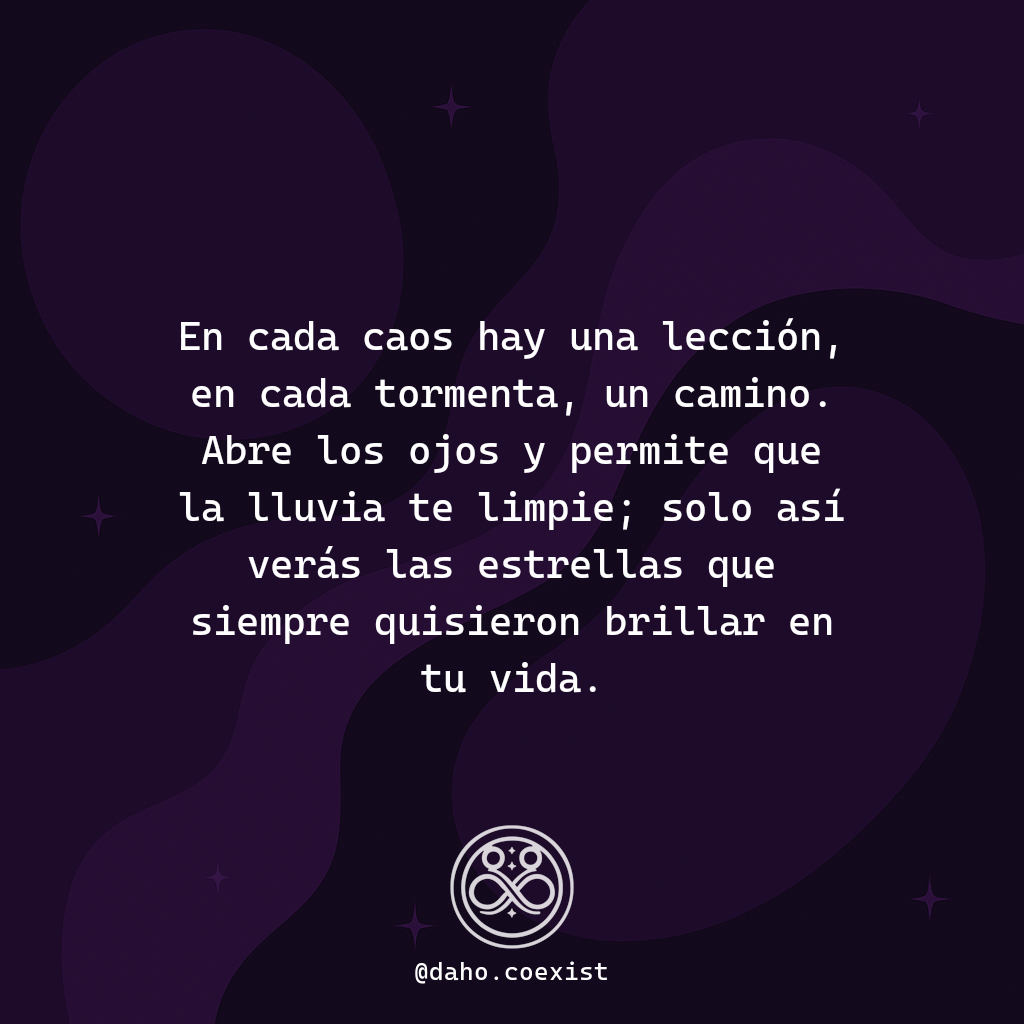 En cada caos hay una lección,
en cada tormenta, un camino.
Abre los ojos y permite que
la lluvia te limpie; solo así
verás las estrellas que
siempre quisieron brillar en
tu vida.
@daho.coexist